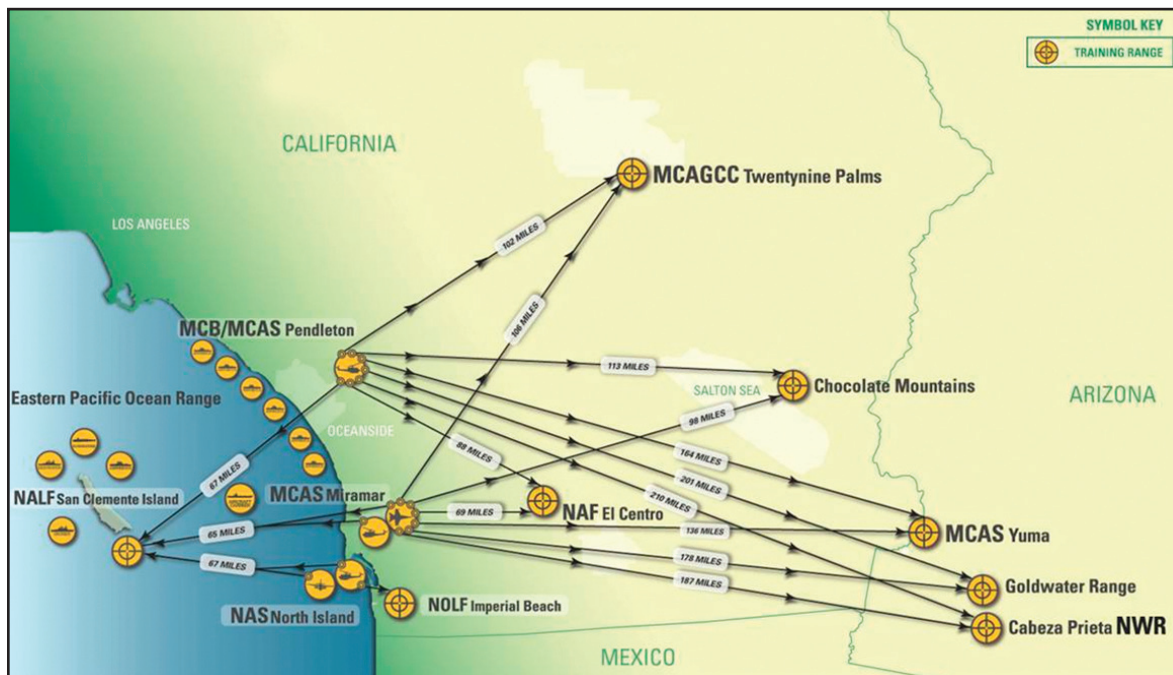 SYMBOL KEY
TRAINING RANGE
CALIFORNIA
MCAGCC Twentynine Palms
LOS ANGELES
102 MILES
106 MILES
MCB/MCAS Pendleton
113 MILES
SALTON SEA
Chocolate Mountains
ARIZONA
Eastern Pacific Ocean Range
OCEANSIDE
98 MILES
88 MILES
164 MILES
67 MILES
201 MILES
NALF San Clemente Island
AIRCRAFT
CARRIER
MCAS Miramar
210 MILES
69 MILES
NAF El Centro
65 MILES
136 MILES
MCAS Yuma
178 MILES
67 MILES
187 MILES
Goldwater Range
NAS North Island
NOLF Imperial Beach
Cabeza Prieta NWR
MEXICO